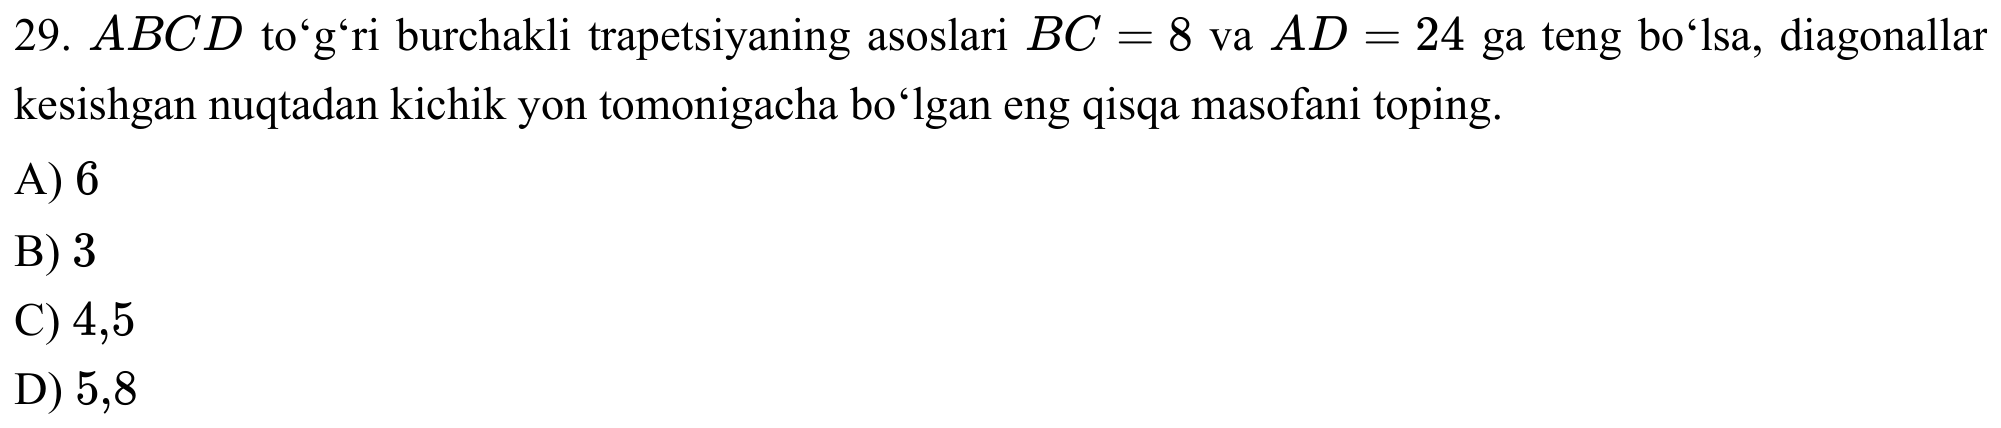 29. ABCD to‘g‘ri burchakli trapetsiyaning asoslari BC = 8 va AD = 24 ga teng bo‘lsa, diagonallar
kesishgan nuqtadan kichik yon tomonigacha bo‘lgan eng qisqa masofani toping.
A) 6
B) 3
C) 4,5
D) 5,8